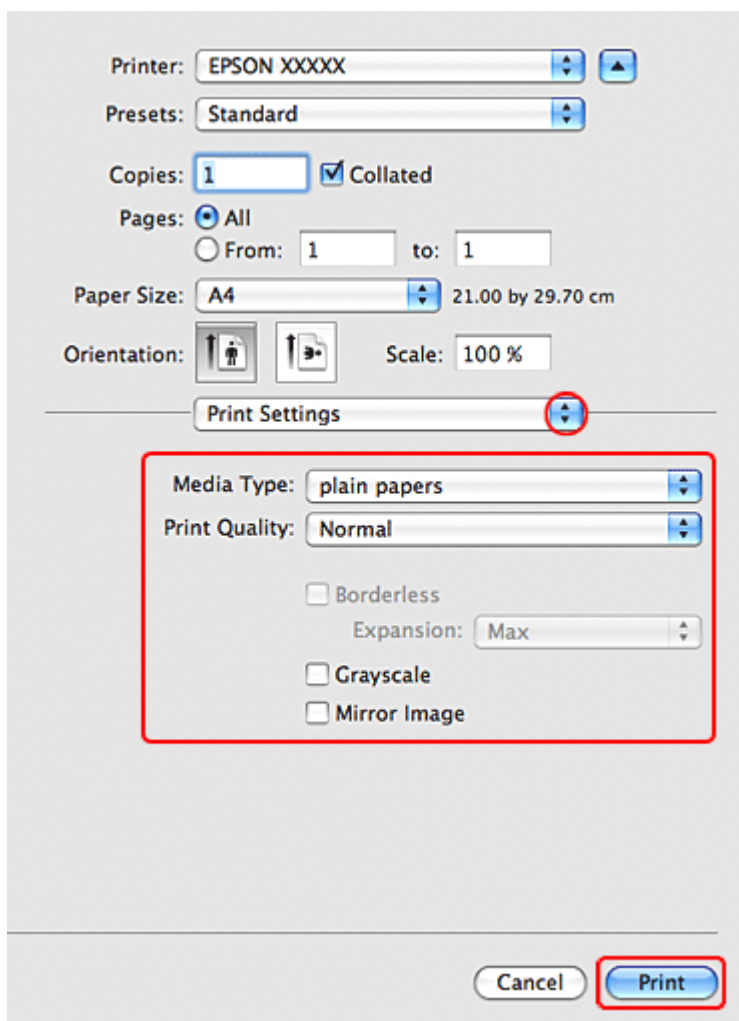 Printer: EPSON XXXXX
Presets: Standard
Copies: 1 Collated
Pages: All
From: 1 to: 1
Paper Size: A4 21.00 by 29.70 cm
Orientation: Scale: 100 %
Print Settings
Media Type: plain papers
Print Quality: Normal
Borderless
Expansion: Max
Grayscale
Mirror Image
Cancel Print